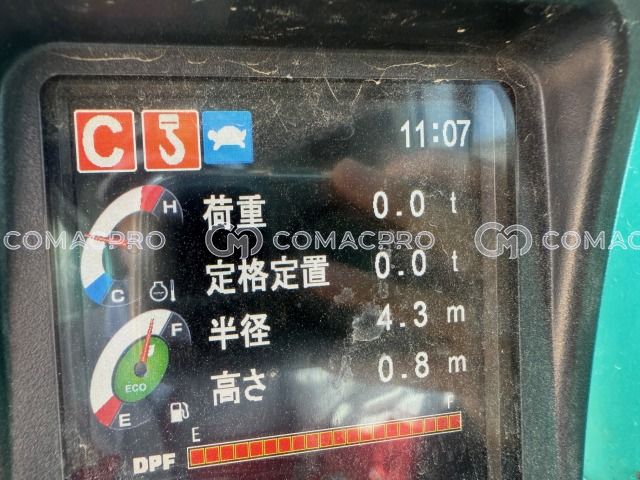 C
11:07
H
荷重 0.0 t
COMACPRO COMACPRO COMACPRO
定格定置 0.0 t
C
半径 4.3 m
F
ECO
高さ 0.8 m
E
E F
DPF